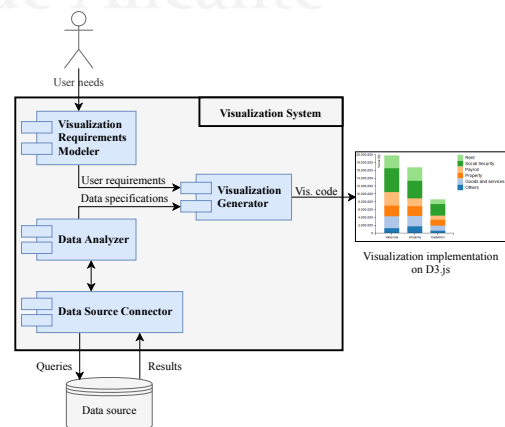 de Alicante
User needs
Visualization System
Visualization
Requirements
Modeler
User requirements
Data specifications
Visualization
Generator
Vis. code
Rent
Social Security
Payroll
Property
Goods and services
Others
Data Analyzer
Visualization implementation
on D3.js
Data Source Connector
Queries
Results
Data source